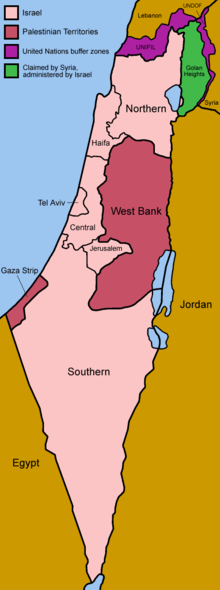 Israel
Palestinian Territories
United Nations buffer zones
Claimed by Syria,
administered by Israel
Lebanon
UNDOF
UNIFIL
Golan
Heights
Syria
Northern
Haifa
Tel Aviv
West Bank
Central
Jerusalem
Gaza Strip
Jordan
Southern
Egypt